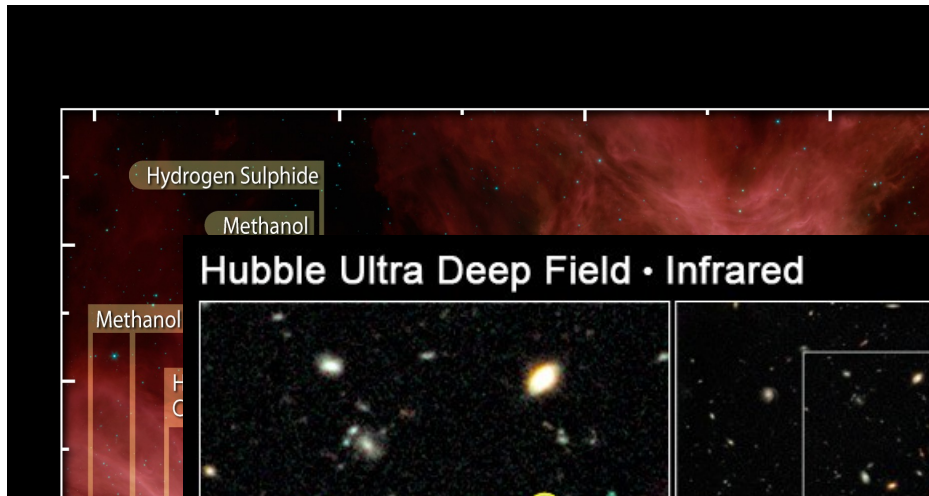 Hydrogen Sulphide
Methanol
Hubble Ultra Deep Field • Infrared
Methanol